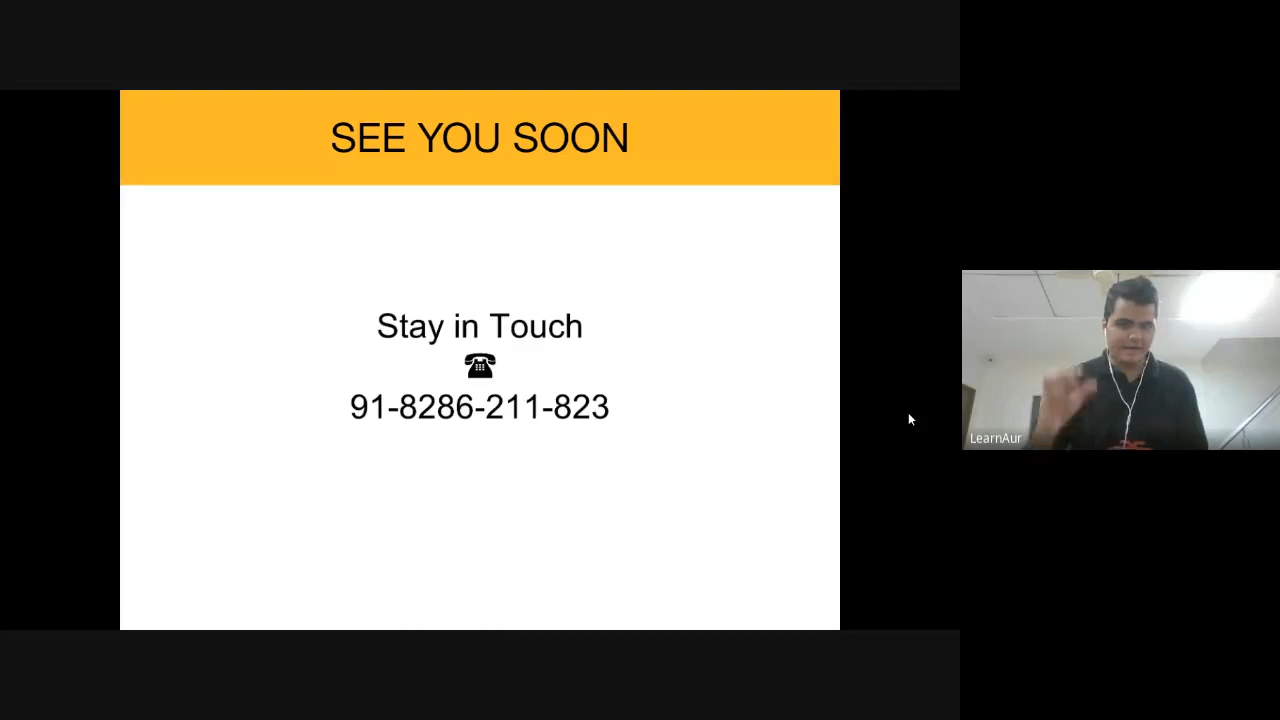 SEE YOU SOON
Stay in Touch
☎
91-8286-211-823
LearnAur